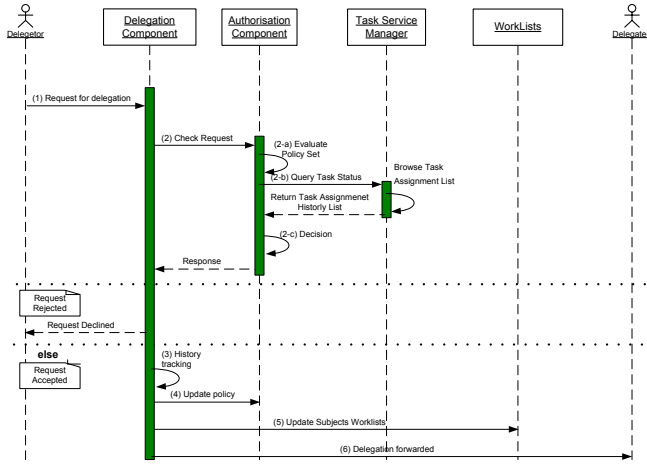 Delegetor
Delegation
Component
Authorisation
Component
Task Service
Manager
WorkLists
Delegate
(1) Request for delegation
(2) Check Request
(2-a) Evaluate
Policy Set
(2-b) Query Task Status
Browse Task
Assignment List
Return Task Assignmenet
Historly List
(2-c) Decision
Response
Request
Rejected
Request Declined
else
Request
Accepted
(3) History
tracking
(4) Update policy
(5) Update Subjects Worklists
(6) Delegation forwarded